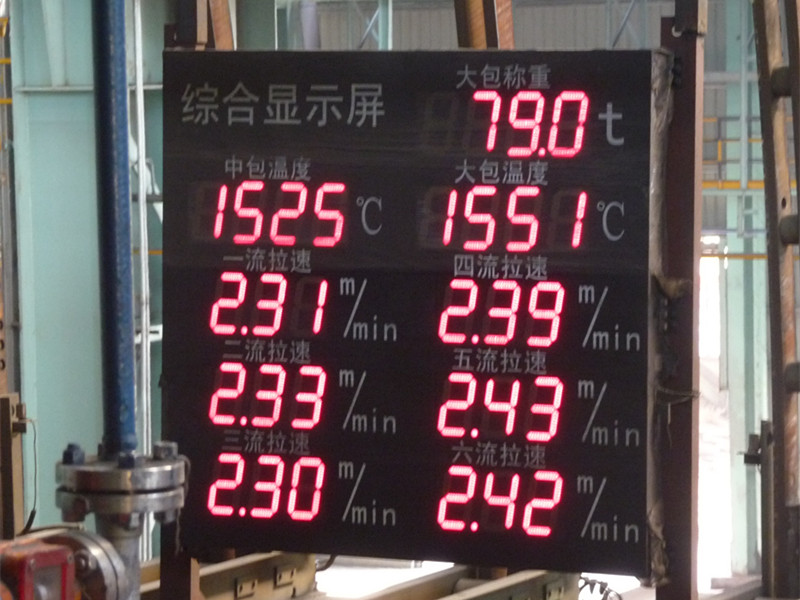 综合显示屏
大包称重
79.0 t
中包温度
1525 ℃
大包温度
1551 ℃
一流拉速
2.31 m/min
四流拉速
2.39 m/min
二流拉速
2.33 m/min
五流拉速
2.43 m/min
三流拉速
2.30 m/min
六流拉速
2.42 m/min